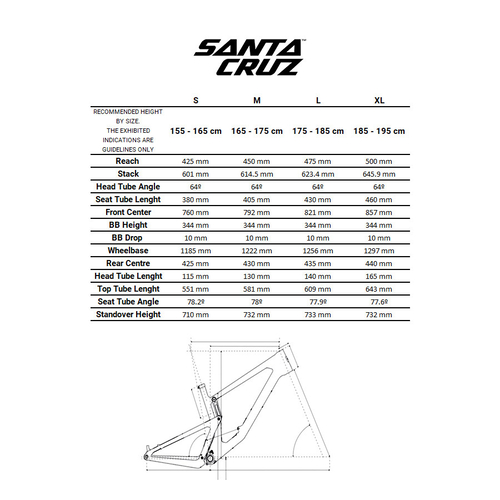 SANTA
CRUZ™
S M L XL
RECOMMENDED HEIGHT
BY SIZE.
THE EXHIBITED
INDICATIONS ARE
GUIDELINES ONLY
155 - 165 cm 165 - 175 cm 175 - 185 cm 185 - 195 cm
Reach 425 mm 450 mm 475 mm 500 mm
Stack 601 mm 614.5 mm 623.4 mm 645.9 mm
Head Tube Angle 64º 64º 64º 64º
Seat Tube Lenght 380 mm 405 mm 430 mm 460 mm
Front Center 760 mm 792 mm 821 mm 857 mm
BB Height 344 mm 344 mm 344 mm 344 mm
BB Drop 10 mm 10 mm 10 mm 10 mm
Wheelbase 1185 mm 1222 mm 1256 mm 1297 mm
Rear Centre 425 mm 430 mm 435 mm 440 mm
Head Tube Lenght 115 mm 130 mm 140 mm 165 mm
Top Tube Lenght 551 mm 581 mm 609 mm 643 mm
Seat Tube Angle 78.2º 78º 77.9º 77.6º
Standover Height 710 mm 732 mm 733 mm 732 mm